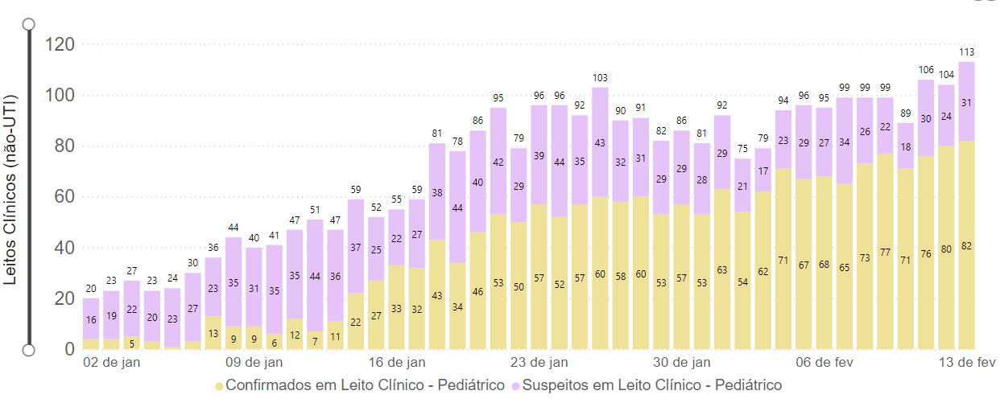 120
100
80
60
40
20
0
Leitos Clínicos (não-UTI)
20 23 27 23 24 30 36 44 40 41 47 51 47 59 52 55 59 81 78 86 95 79 96 96 92 103 90 91 82 86 81 92 75 79 94 96 95 99 99 99 89 106 104 113
16 19 22 20 23 27 23 35 31 35 35 44 36 37 25 22 27 38 44 40 42 29 39 44 35 43 32 31 29 29 28 29 21 17 23 29 27 34 26 22 18 30 24 31
5 13 9 9 6 12 7 11 22 27 33 32 43 34 46 53 50 57 52 57 60 58 60 53 57 53 63 54 62 71 67 68 65 73 77 71 76 80 82
02 de jan 09 de jan 16 de jan 23 de jan 30 de jan 06 de fev 13 de fev
Confirmados em Leito Clínico - Pediátrico Suspeitos em Leito Clínico - Pediátrico